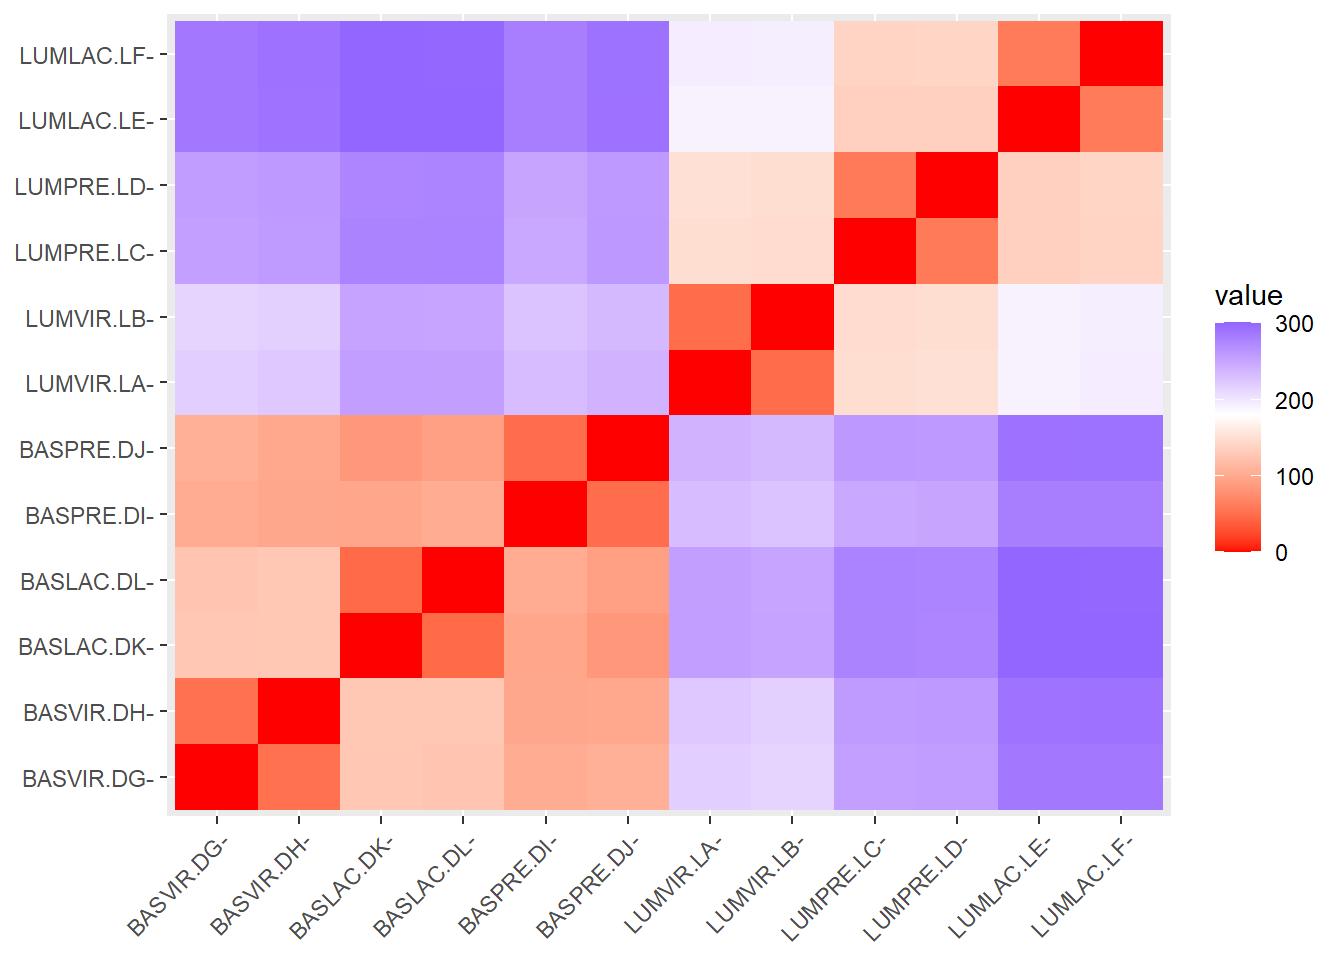 LUMLAC.LF-
LUMLAC.LE-
LUMPRE.LD-
LUMPRE.LC-
LUMVIR.LB-
LUMVIR.LA-
BASPRE.DJ-
BASPRE.DI-
BASLAC.DL-
BASLAC.DK-
BASVIR.DH-
BASVIR.DG-
BASVIR.DG-
BASVIR.DH-
BASLAC.DK-
BASLAC.DL-
BASPRE.DI-
BASPRE.DJ-
LUMVIR.LA-
LUMVIR.LB-
LUMPRE.LC-
LUMPRE.LD-
LUMLAC.LE-
LUMLAC.LF-
value
300
200
100
0